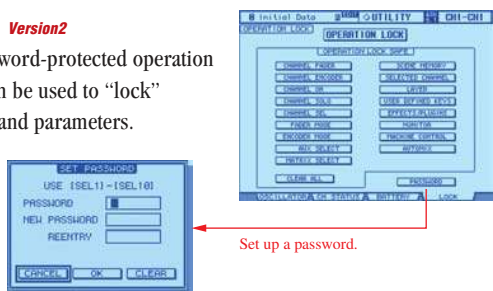 Version2
word-protected operation
n be used to “lock”
and parameters.
Initial Data
UTILITY
CH1-CH1
OPERATION LOCK
OPERATION LOCK
OPERATION LOCK SAFE
CHANNEL FADER
SCENE MEMORY
CHANNEL ENCODER
SELECTED CHANNEL
CHANNEL ON
LAYER
CHANNEL SOLO
USER DEFINED KEYS
CHANNEL SEL
EFFECTS/PLUGINS
FADER MODE
MONITOR
ENCODER MODE
MACHINE CONTROL
AUX SELECT
AUTOMIX
MATRIX SELECT
CLEAR ALL
PASSWORD
OSCILLATOR
CH STATUS
BATTERY
LOCK
SET PASSWORD
USE [SEL1]-[SEL10]
PASSWORD
NEW PASSWORD
REENTRY
CANCEL
OK
CLEAR
Set up a password.